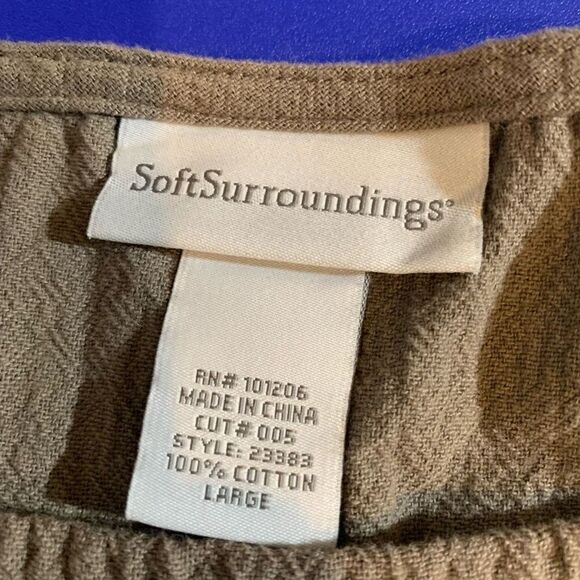 SoftSurroundings®
RN# 101206
MADE IN CHINA
CUT# 005
STYLE: 23383
100% COTTON
LARGE